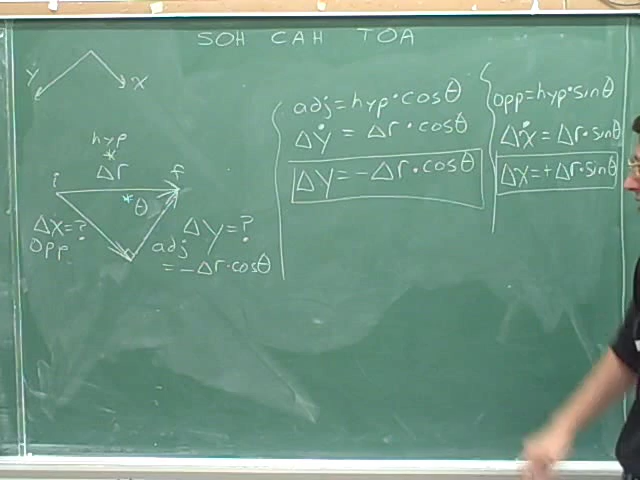 SOH CAH TOA
y
x
hyp
*
Δr
i
f
* θ
Δx=?
opp
Δy=?
adj
=-Δr·cosθ
adj=hyp·cosθ
Δy = Δr·cosθ
Δy=-Δr·cosθ
opp=hyp·sinθ
Δx=Δr·sinθ
Δx=+Δr·sinθ